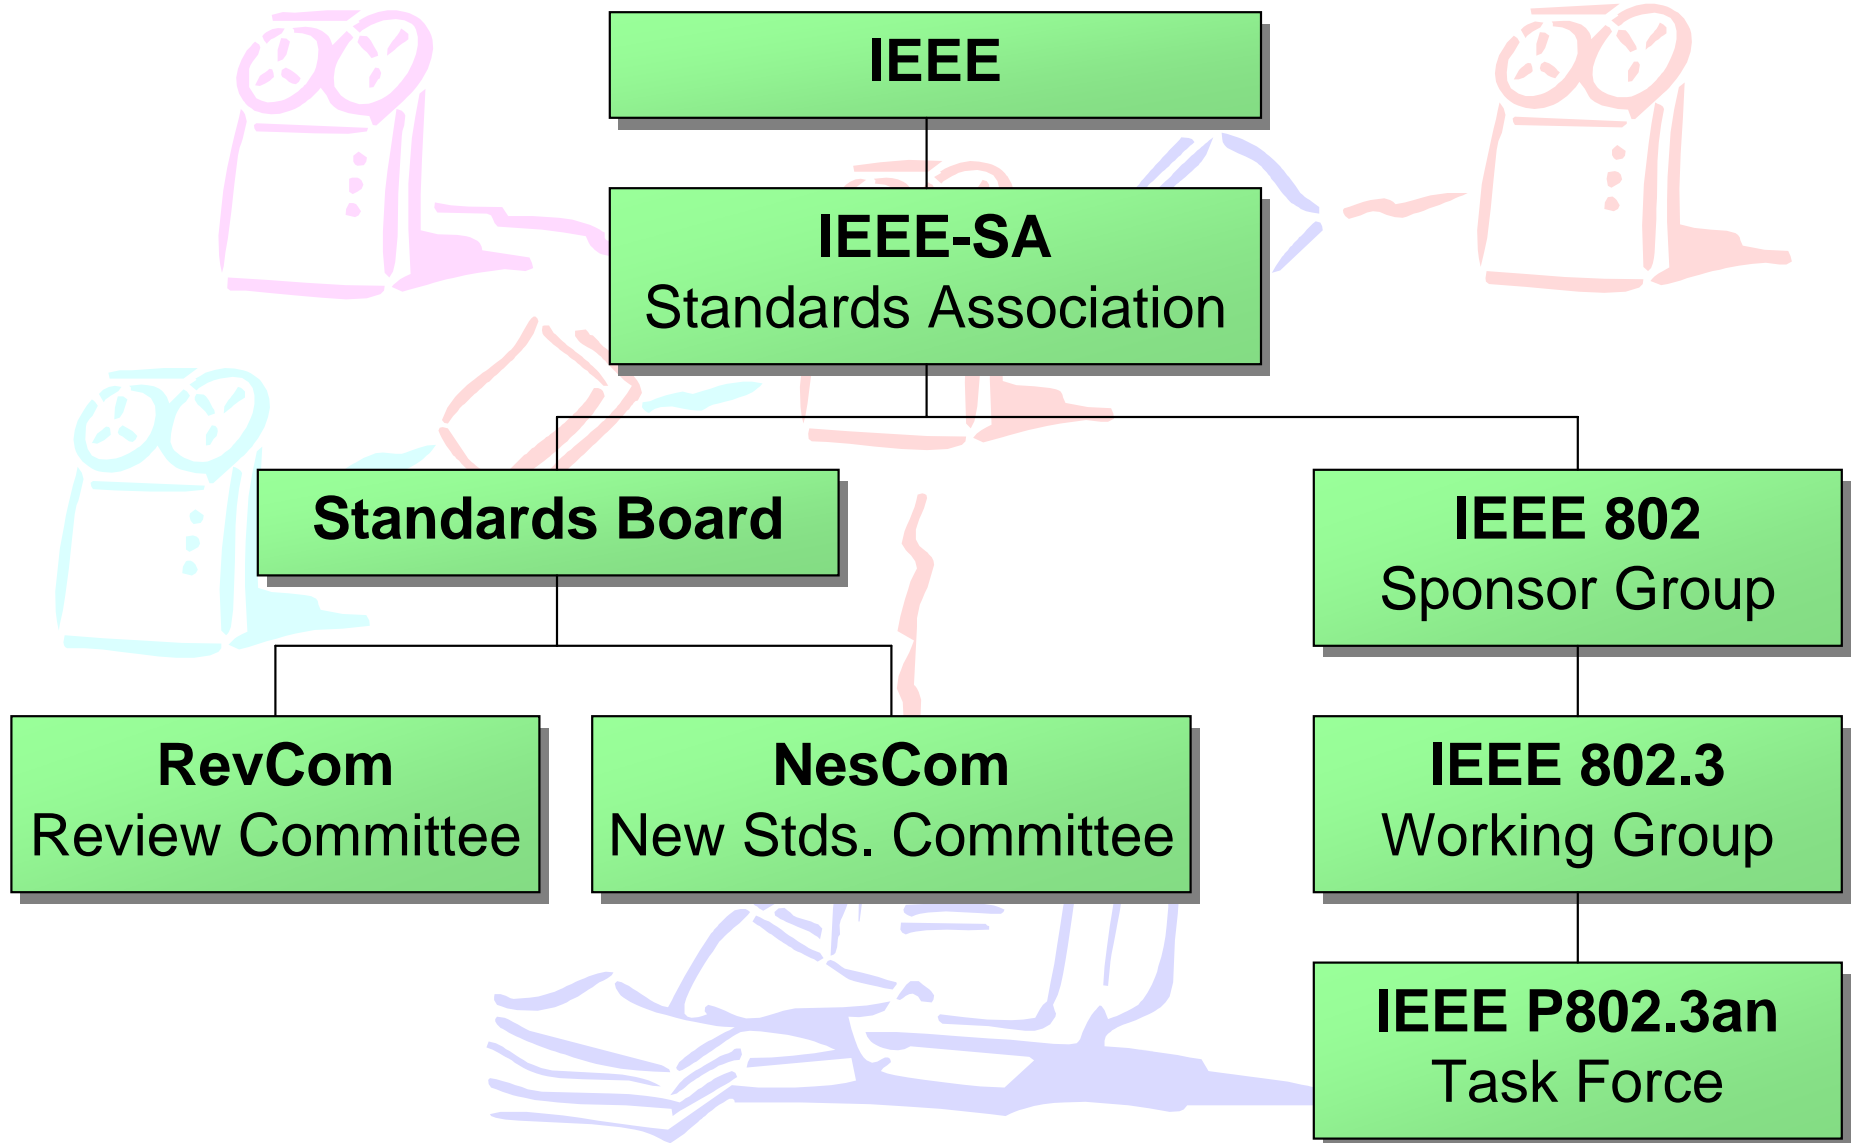 IEEE
IEEE-SA
Standards Association
Standards Board
IEEE 802
Sponsor Group
RevCom
Review Committee
NesCom
New Stds. Committee
IEEE 802.3
Working Group
IEEE P802.3an
Task Force